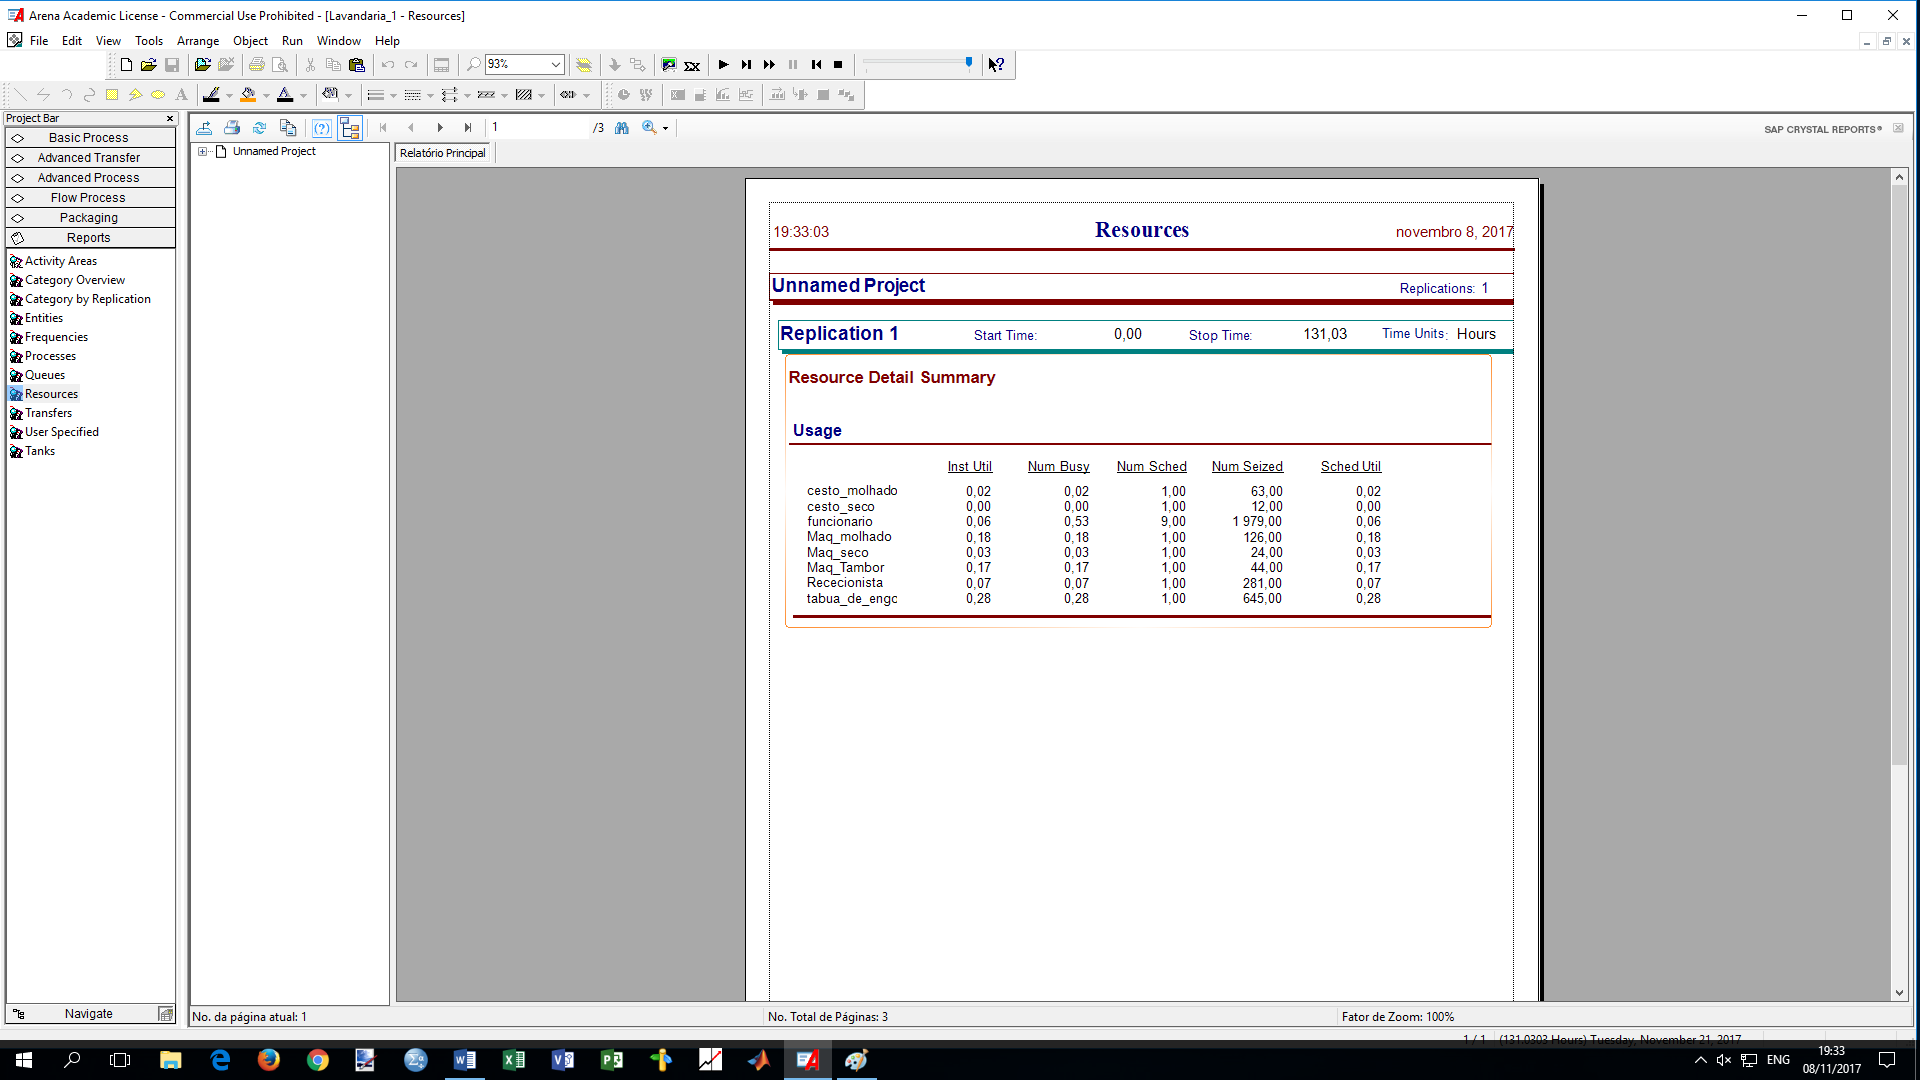 Arena Academic License - Commercial Use Prohibited - [Lavandaria_1 - Resources]
File Edit View Tools Arrange Object Run Window Help
93%
Project Bar
Basic Process
Advanced Transfer
Advanced Process
Flow Process
Packaging
Reports
Activity Areas
Category Overview
Category by Replication
Entities
Frequencies
Processes
Queues
Resources
Transfers
User Specified
Tanks
Navigate
1 /3
SAP CRYSTAL REPORTS®
Unnamed Project
Relatório Principal
19:33:03 Resources novembro 8, 2017
Unnamed Project Replications: 1
Replication 1 Start Time: 0,00 Stop Time: 131,03 Time Units: Hours
Resource Detail Summary
Usage
Inst Util Num Busy Num Sched Num Seized Sched Util
cesto_molhado 0,02 0,02 1,00 63,00 0,02
cesto_seco 0,00 0,00 1,00 12,00 0,00
funcionario 0,06 0,53 9,00 1 979,00 0,06
Maq_molhado 0,18 0,18 1,00 126,00 0,18
Maq_seco 0,03 0,03 1,00 24,00 0,03
Maq_Tambor 0,17 0,17 1,00 44,00 0,17
Rececionista 0,07 0,07 1,00 281,00 0,07
tabua_de_engc 0,28 0,28 1,00 645,00 0,28
No. da página atual: 1 No. Total de Páginas: 3 Fator de Zoom: 100%
1 / 1 (131.0303 Hours) Tuesday, November 21, 2017
ENG 19:33
08/11/2017